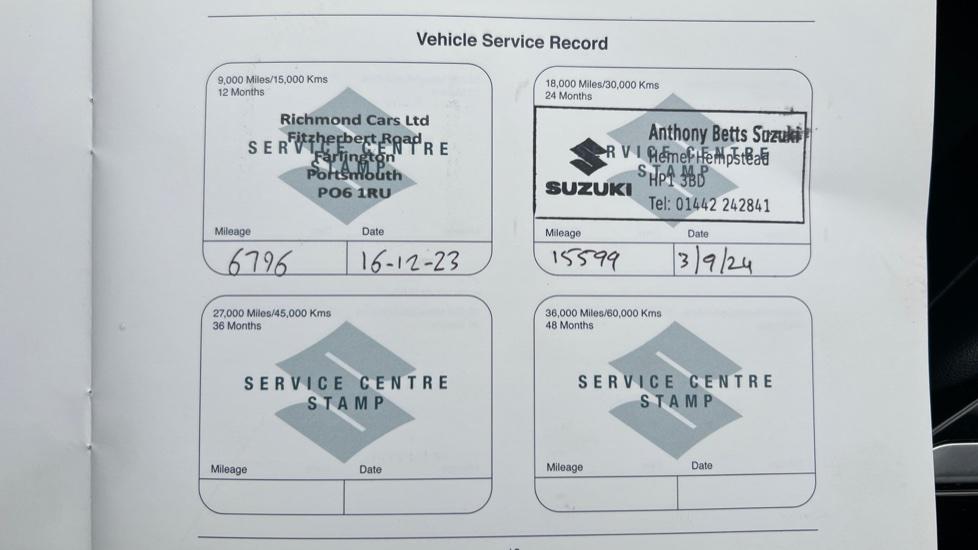 Vehicle Service Record
9,000 Miles/15,000 Kms
12 Months
Richmond Cars Ltd
Fitzherbert Road
SERVICE CENTRE
Farlington
STAMP
Portsmouth
PO6 1RU
Mileage Date
6796 16-12-23
18,000 Miles/30,000 Kms
24 Months
Anthony Betts Suzuki
SERVICE CENTRE
Hemel Hempstead
STAMP
HP1 3BD
SUZUKI
Tel: 01442 242841
Mileage Date
15599 3/9/24
27,000 Miles/45,000 Kms
36 Months
SERVICE CENTRE
STAMP
Mileage Date
36,000 Miles/60,000 Kms
48 Months
SERVICE CENTRE
STAMP
Mileage Date